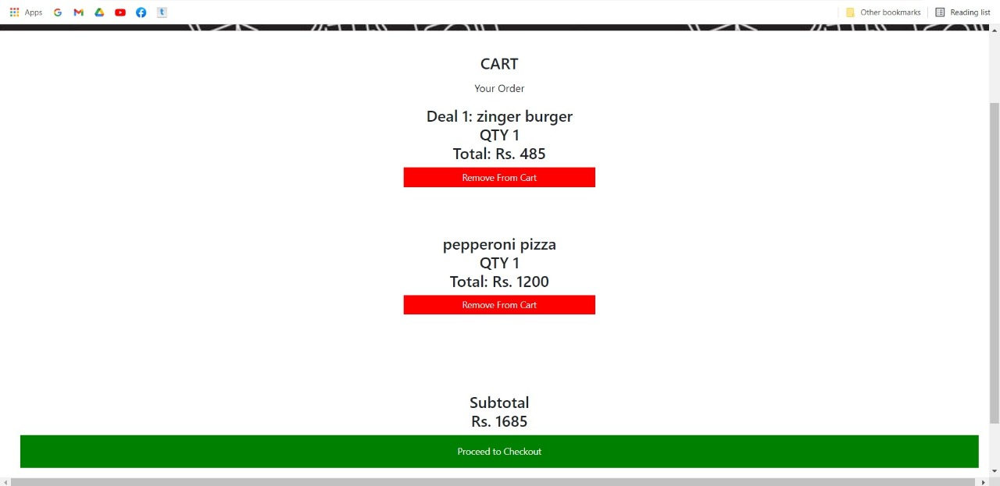 Apps
Other bookmarks
Reading list
CART
Your Order
Deal 1: zinger burger
QTY 1
Total: Rs. 485
Remove From Cart
pepperoni pizza
QTY 1
Total: Rs. 1200
Remove From Cart
Subtotal
Rs. 1685
Proceed to Checkout